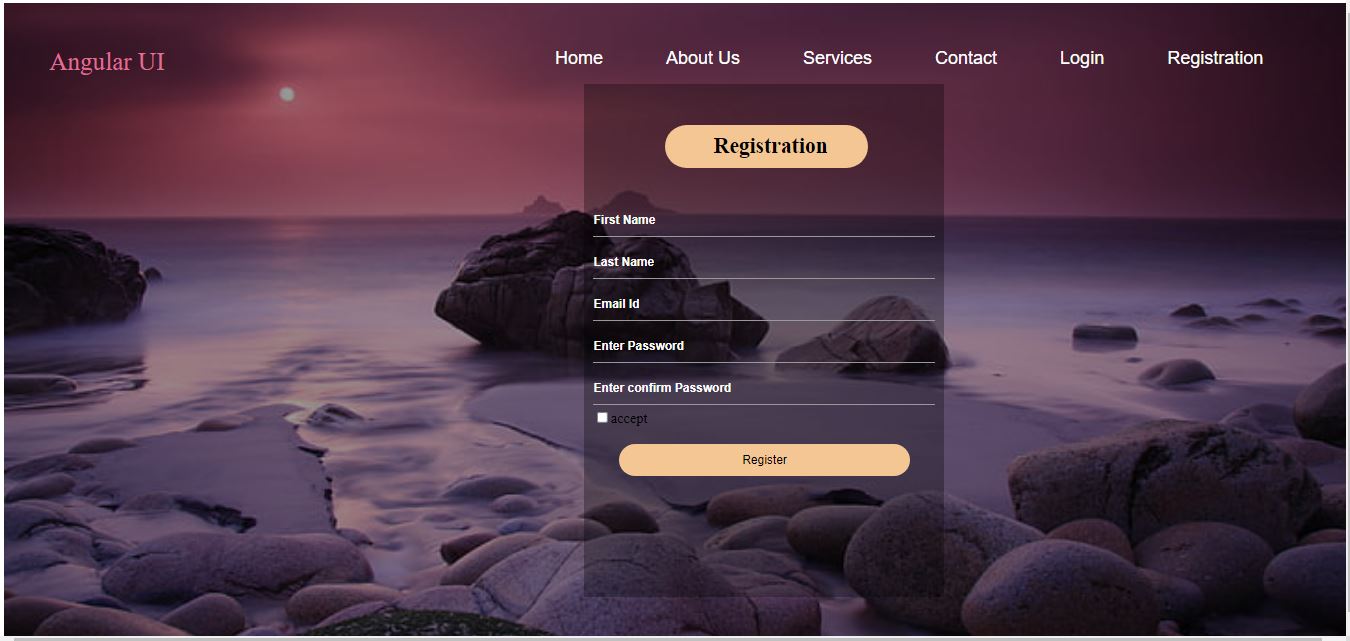 Angular UI
Home About Us Services Contact Login Registration
Registration
First Name
Last Name
Email Id
Enter Password
Enter confirm Password
accept
Register